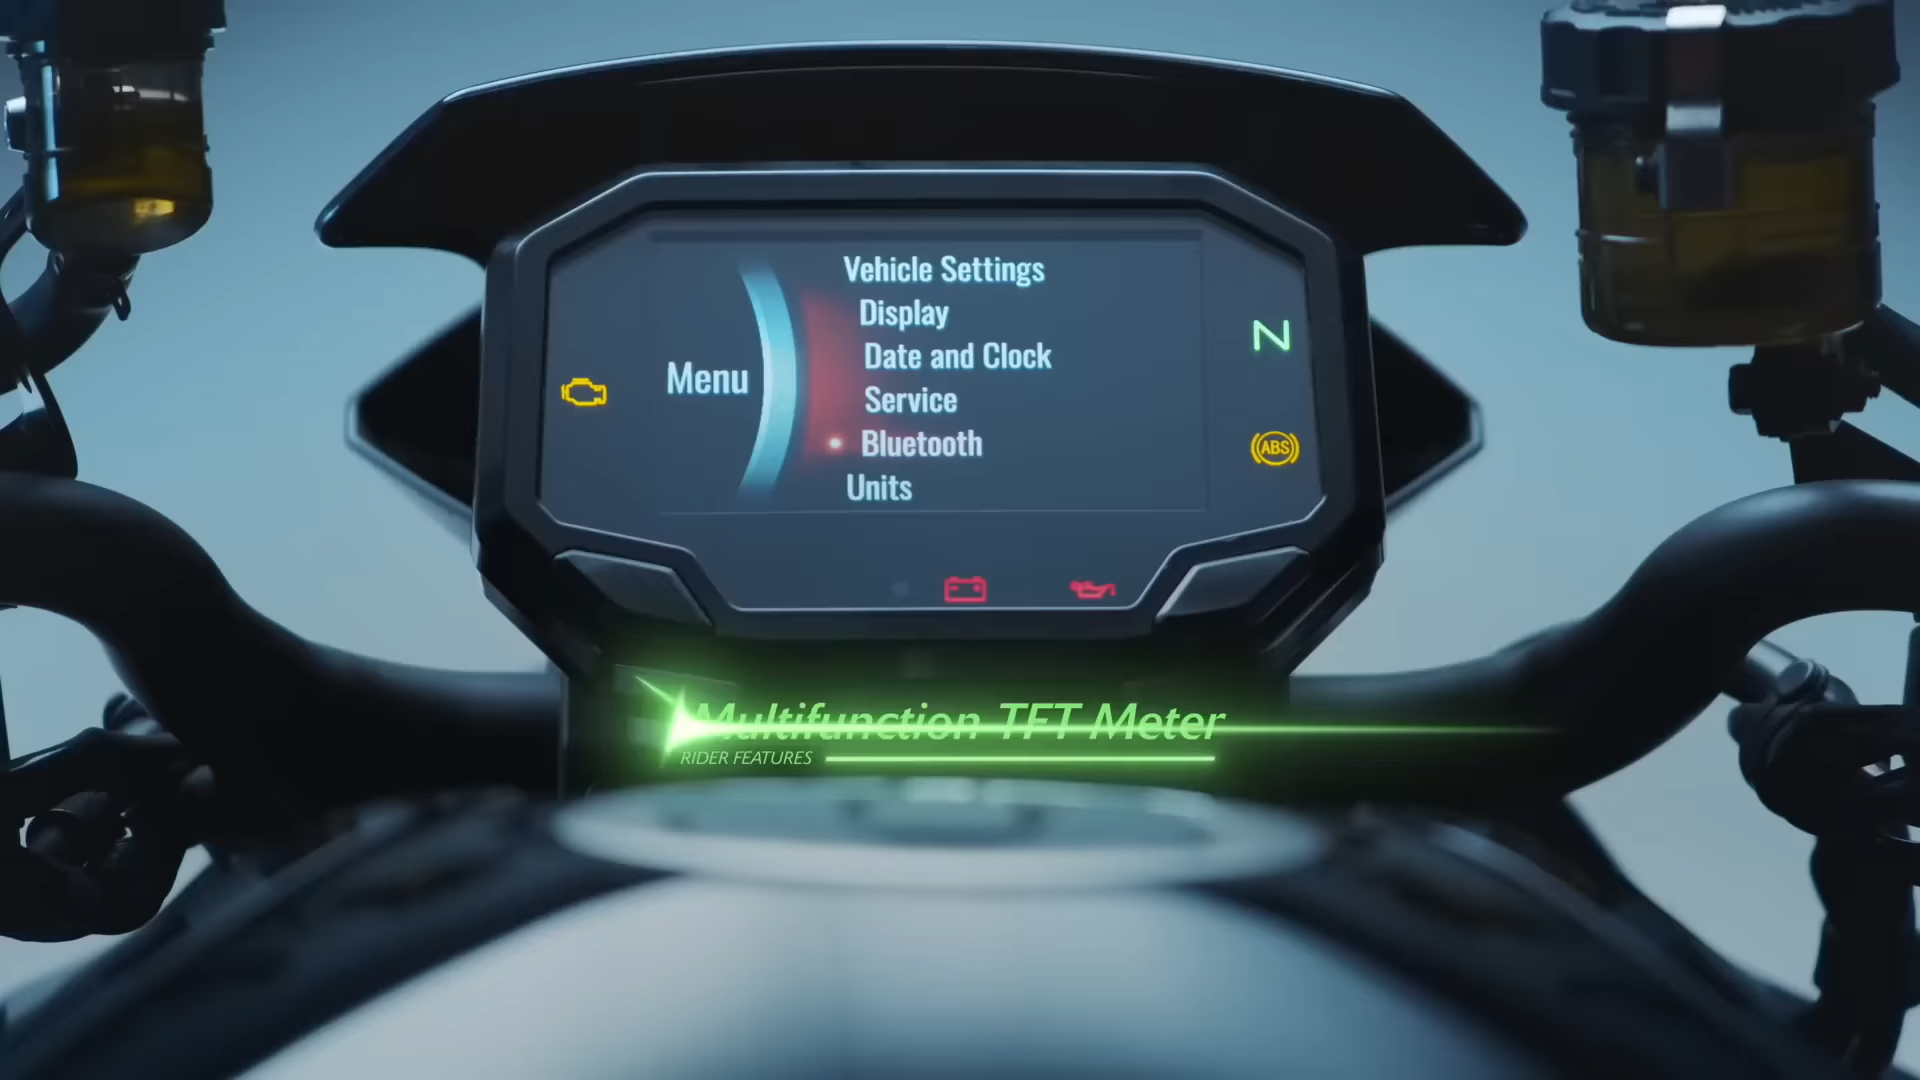 Vehicle Settings
Display
Date and Clock
Menu
Service
Bluetooth
Units
N
ABS
Multifunction TFT Meter
RIDER FEATURES